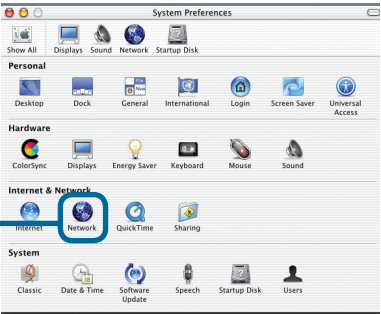 System Preferences
Show All Displays Sound Network Startup Disk
Personal
Desktop Dock General International Login Screen Saver Universal Access
Hardware
ColorSync Displays Energy Saver Keyboard Mouse Sound
Internet & Network
Internet Network QuickTime Sharing
System
Classic Date & Time Software Update Speech Startup Disk Users